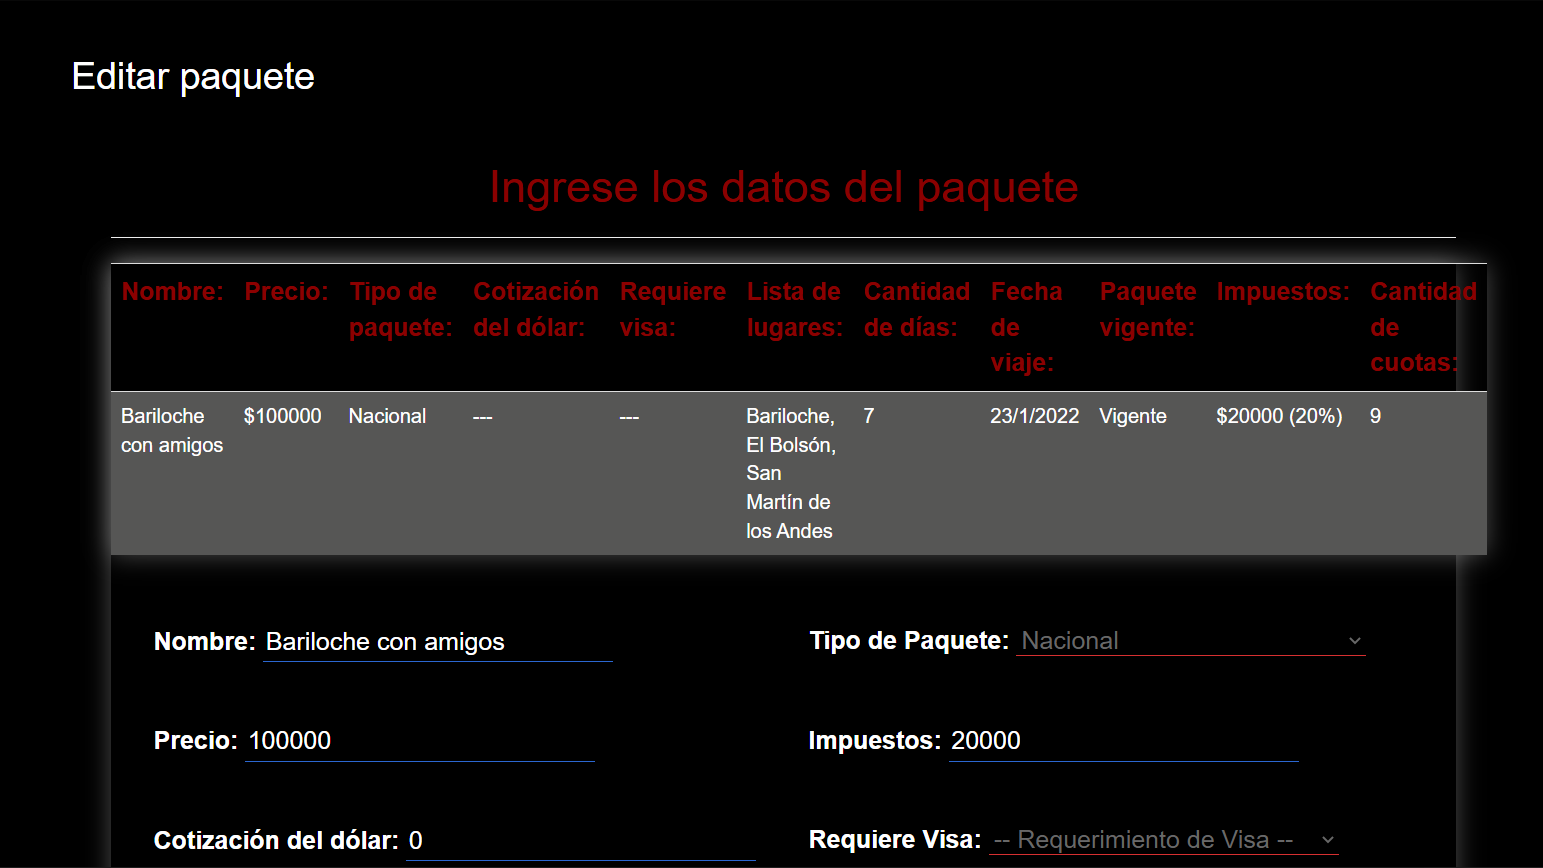 Editar paquete
Ingrese los datos del paquete
Nombre: Precio: Tipo de paquete: Cotización del dólar: Requiere visa: Lista de lugares: Cantidad de días: Fecha de viaje: Paquete vigente: Impuestos: Cantidad de cuotas:
Bariloche con amigos $100000 Nacional --- --- Bariloche, El Bolsón, San Martín de los Andes 7 23/1/2022 Vigente $20000 (20%) 9
Nombre: Bariloche con amigos Tipo de Paquete: Nacional
Precio: 100000 Impuestos: 20000
Cotización del dólar: 0 Requiere Visa: -- Requerimiento de Visa --